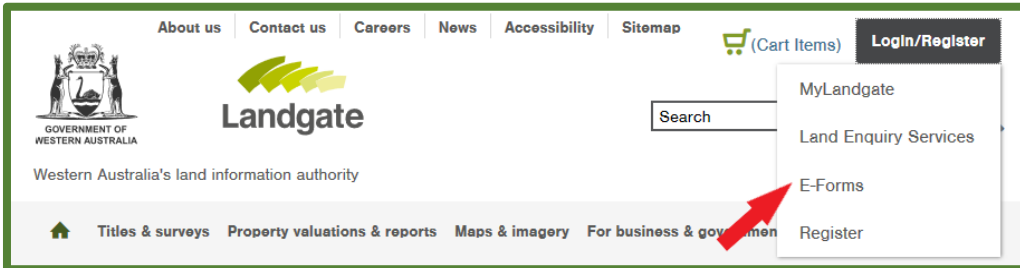 About us Contact us Careers News Accessibility Sitemap
(Cart Items) Login/Register
MyLandgate
Landgate
GOVERNMENT OF
WESTERN AUSTRALIA
Search
Land Enquiry Services
Western Australia's land information authority
E-Forms
Titles & surveys Property valuations & reports Maps & imagery For business &
Register